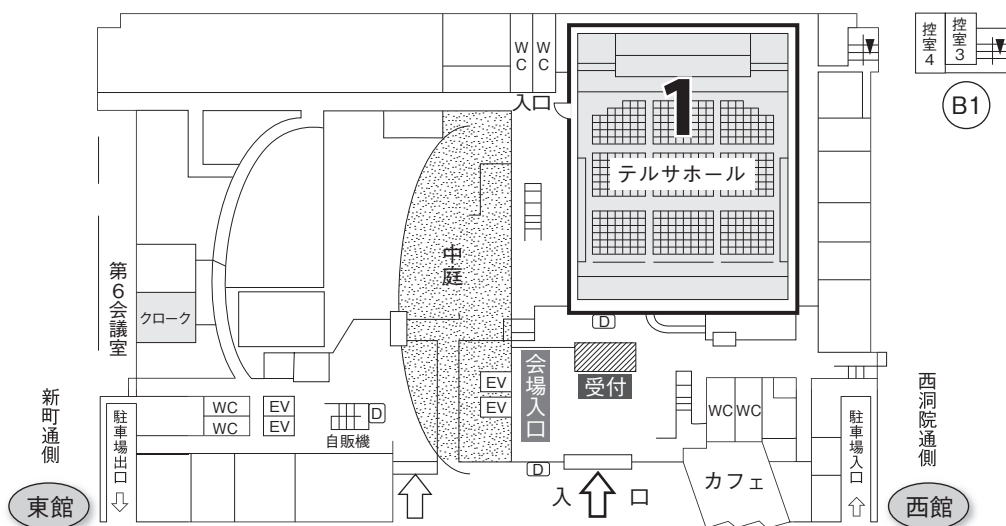 WC
WC
入口
1
テルサホール
控室4
控室3
B1
中庭
第6会議室
クローク
D
会場入口
受付
EV
EV
新町通側
西洞院通側
駐車場出口
WC
WC
EV
EV
D
自販機
WC
WC
駐車場入口
D
カフェ
入口
東館
西館